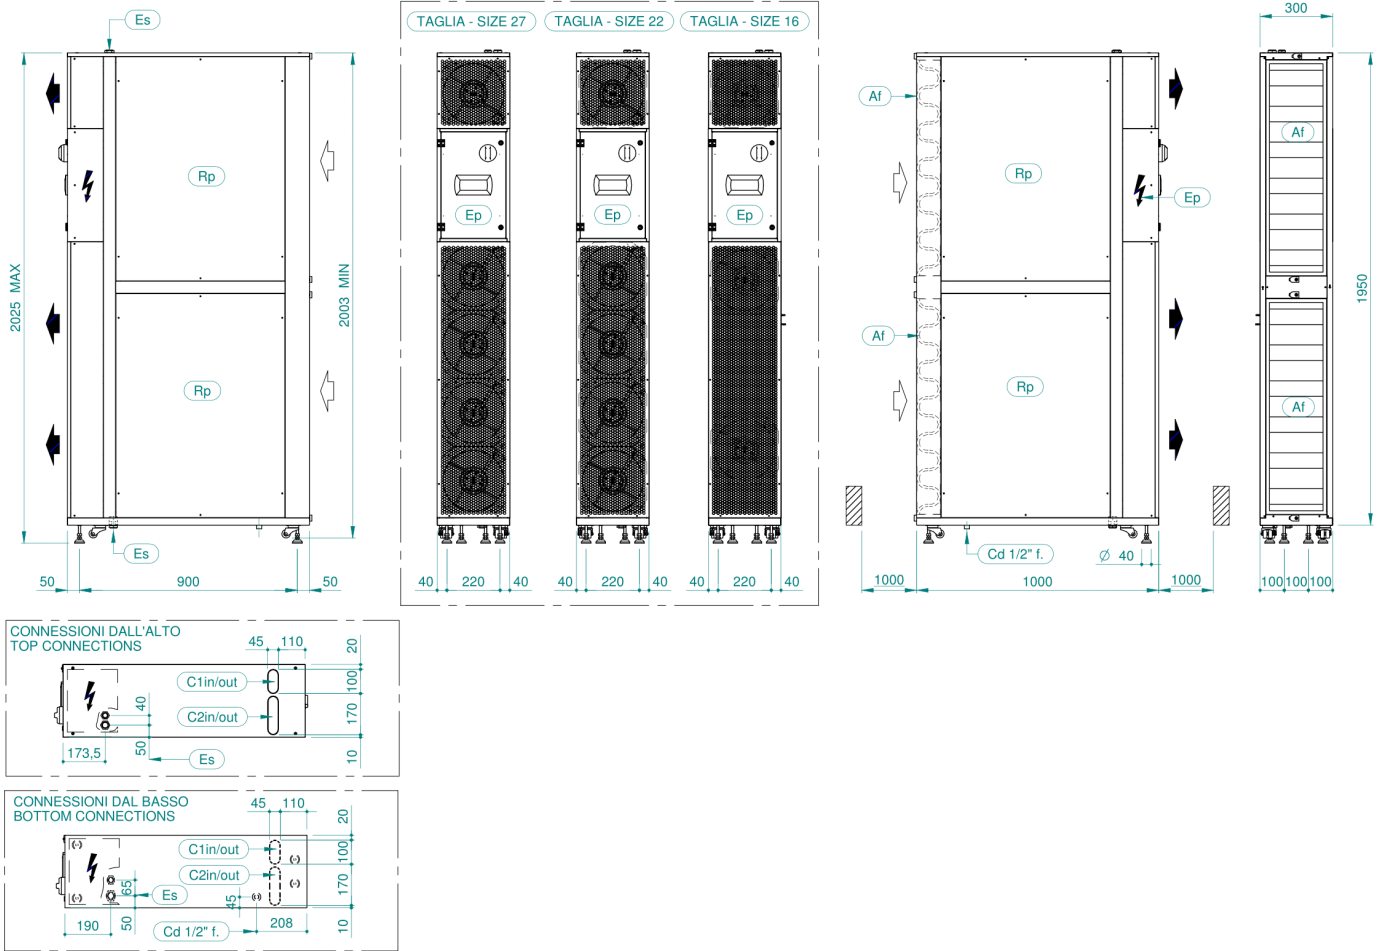 Es
2025 MAX
2003 MIN
Rp
Rp
Es
50
900
50
TAGLIA - SIZE 27
TAGLIA - SIZE 22
TAGLIA - SIZE 16
Ep
Ep
Ep
40
220
40
40
220
40
40
220
40
Af
Rp
Ep
Af
Rp
Cd 1/2" f.
Ø 40
1000
1000
1000
300
Af
1950
Af
100
100
100
CONNESSIONI DALL'ALTO
TOP CONNECTIONS
45
110
20
C1in/out
100
C2in/out
170
40
173,5
50
Es
10
CONNESSIONI DAL BASSO
BOTTOM CONNECTIONS
45
110
20
C1in/out
100
C2in/out
170
65
Es
45
190
50
Cd 1/2" f.
208
10